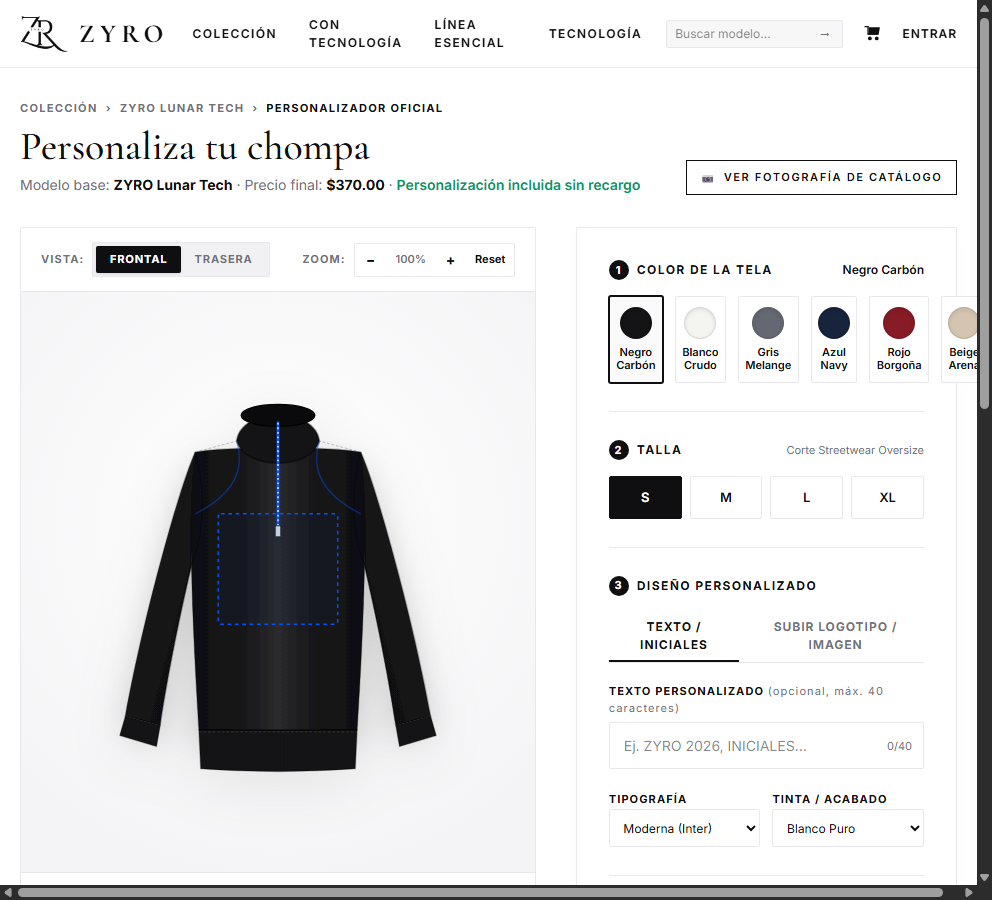 ZR ZYRO
COLECCIÓN
CON
TECNOLOGÍA
LÍNEA
ESENCIAL
TECNOLOGÍA
Buscar modelo... →
ENTRAR
COLECCIÓN › ZYRO LUNAR TECH › PERSONALIZADOR OFICIAL
Personaliza tu chompa
Modelo base: ZYRO Lunar Tech · Precio final: $370.00 · Personalización incluida sin recargo
VER FOTOGRAFÍA DE CATÁLOGO
VISTA: FRONTAL TRASERA ZOOM: − 100% + Reset
1 COLOR DE LA TELA Negro Carbón
Negro
Carbón
Blanco
Crudo
Gris
Melange
Azul
Navy
Rojo
Borgoña
Beige
Arena
2 TALLA Corte Streetwear Oversize
S M L XL
3 DISEÑO PERSONALIZADO
TEXTO /
INICIALES
SUBIR LOGOTIPO /
IMAGEN
TEXTO PERSONALIZADO (opcional, máx. 40
caracteres)
Ej. ZYRO 2026, INICIALES... 0/40
TIPOGRAFÍA
Moderna (Inter)
TINTA / ACABADO
Blanco Puro